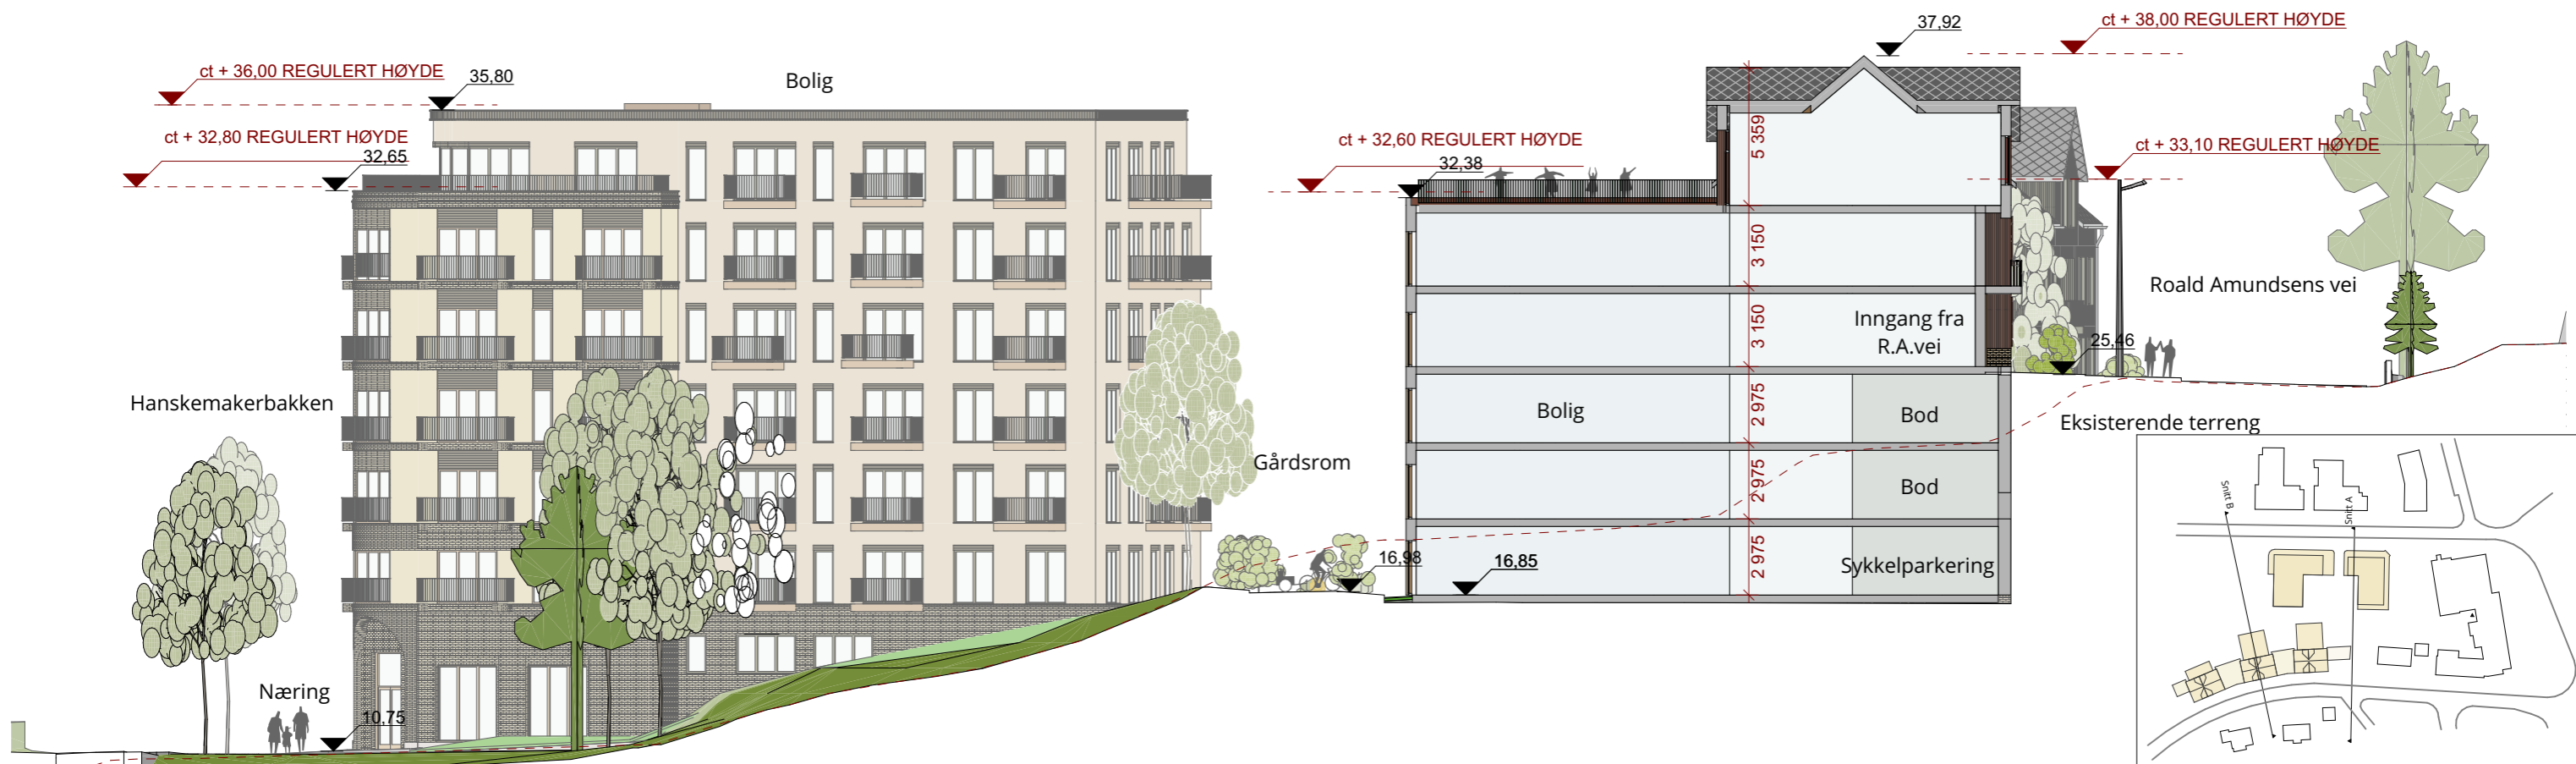 ct + 36,00 REGULERT HØYDE
35,80
Bolig
37,92
ct + 38,00 REGULERT HØYDE
ct + 32,80 REGULERT HØYDE
32,65
ct + 32,60 REGULERT HØYDE
32,38
5 359
ct + 33,10 REGULERT HØYDE
3 150
Roald Amundsens vei
3 150
Inngang fra
R.A.vei
25,46
Hanskemakerbakken
Bolig
2 975
Bod
Eksisterende terreng
Gårdsrom
2 975
Bod
Snitt B
Snitt A
16,98
16,85
2 975
Sykkelparkering
Næring
10,75